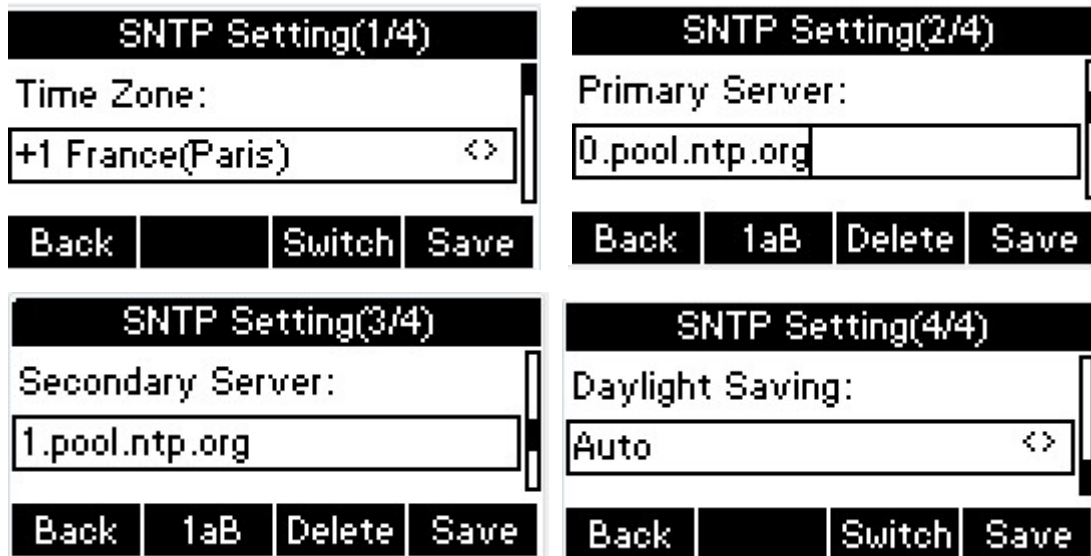 SNTP Setting(1/4)
Time Zone:
+1 France(Paris) <>
Back Switch Save
SNTP Setting(2/4)
Primary Server:
0.pool.ntp.org
Back 1aB Delete Save
SNTP Setting(3/4)
Secondary Server:
1.pool.ntp.org
Back 1aB Delete Save
SNTP Setting(4/4)
Daylight Saving:
Auto <>
Back Switch Save